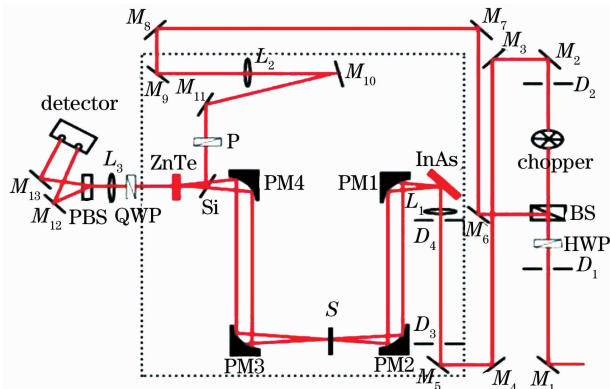 M8
M7
M3
M2
L2
M9
M11
M10
D2
detector
P
chopper
L3
ZnTe
InAs
PM4
PM1
L1
BS
M13
M12
PBS
QWP
Si
D4
M6
HWP
D1
S
D3
PM3
PM2
M5
M4
M1